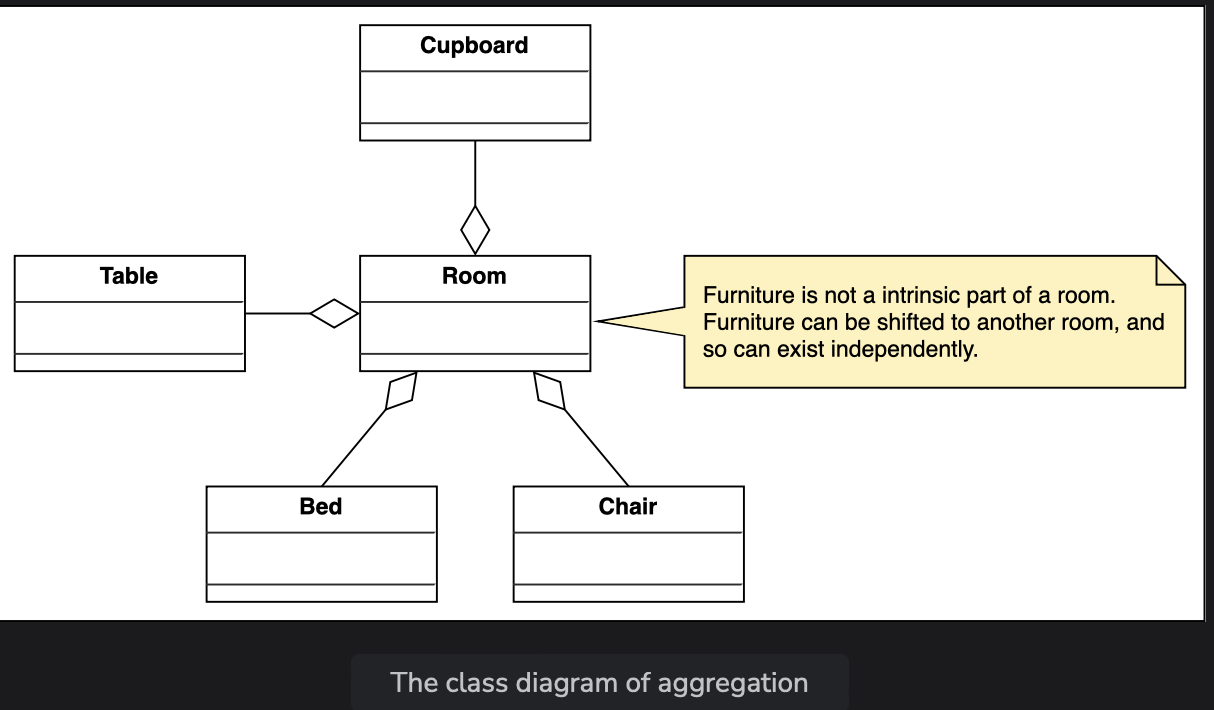 Cupboard
Table
Room
Furniture is not a intrinsic part of a room.
Furniture can be shifted to another room, and
so can exist independently.
Bed
Chair
The class diagram of aggregation